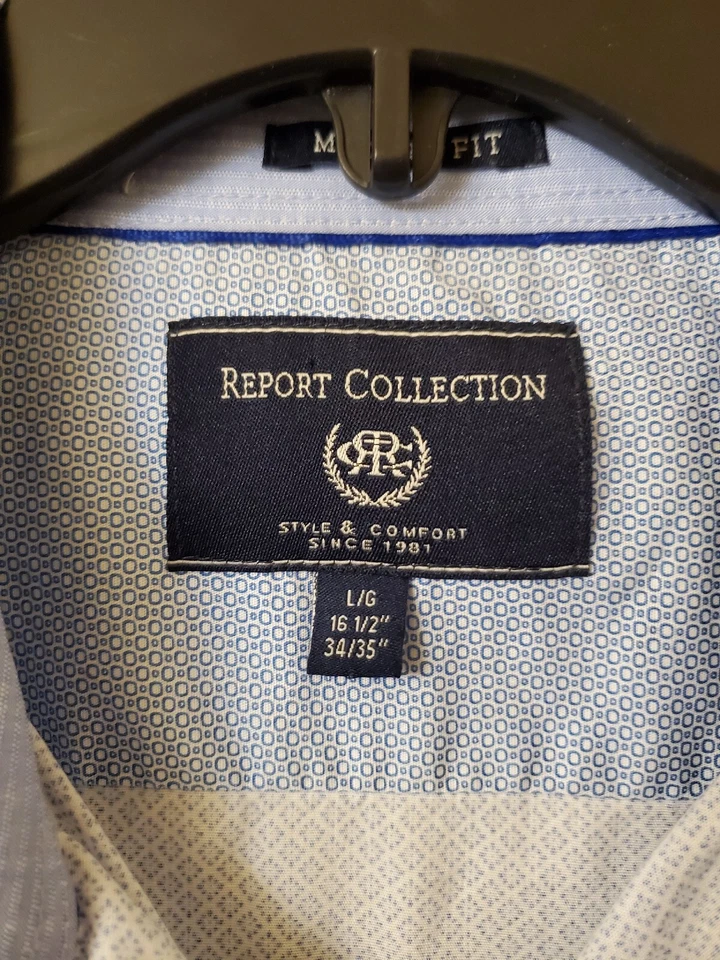 M FIT
REPORT COLLECTION
STYLE & COMFORT
SINCE 1981
L/G
16 1/2"
34/35"